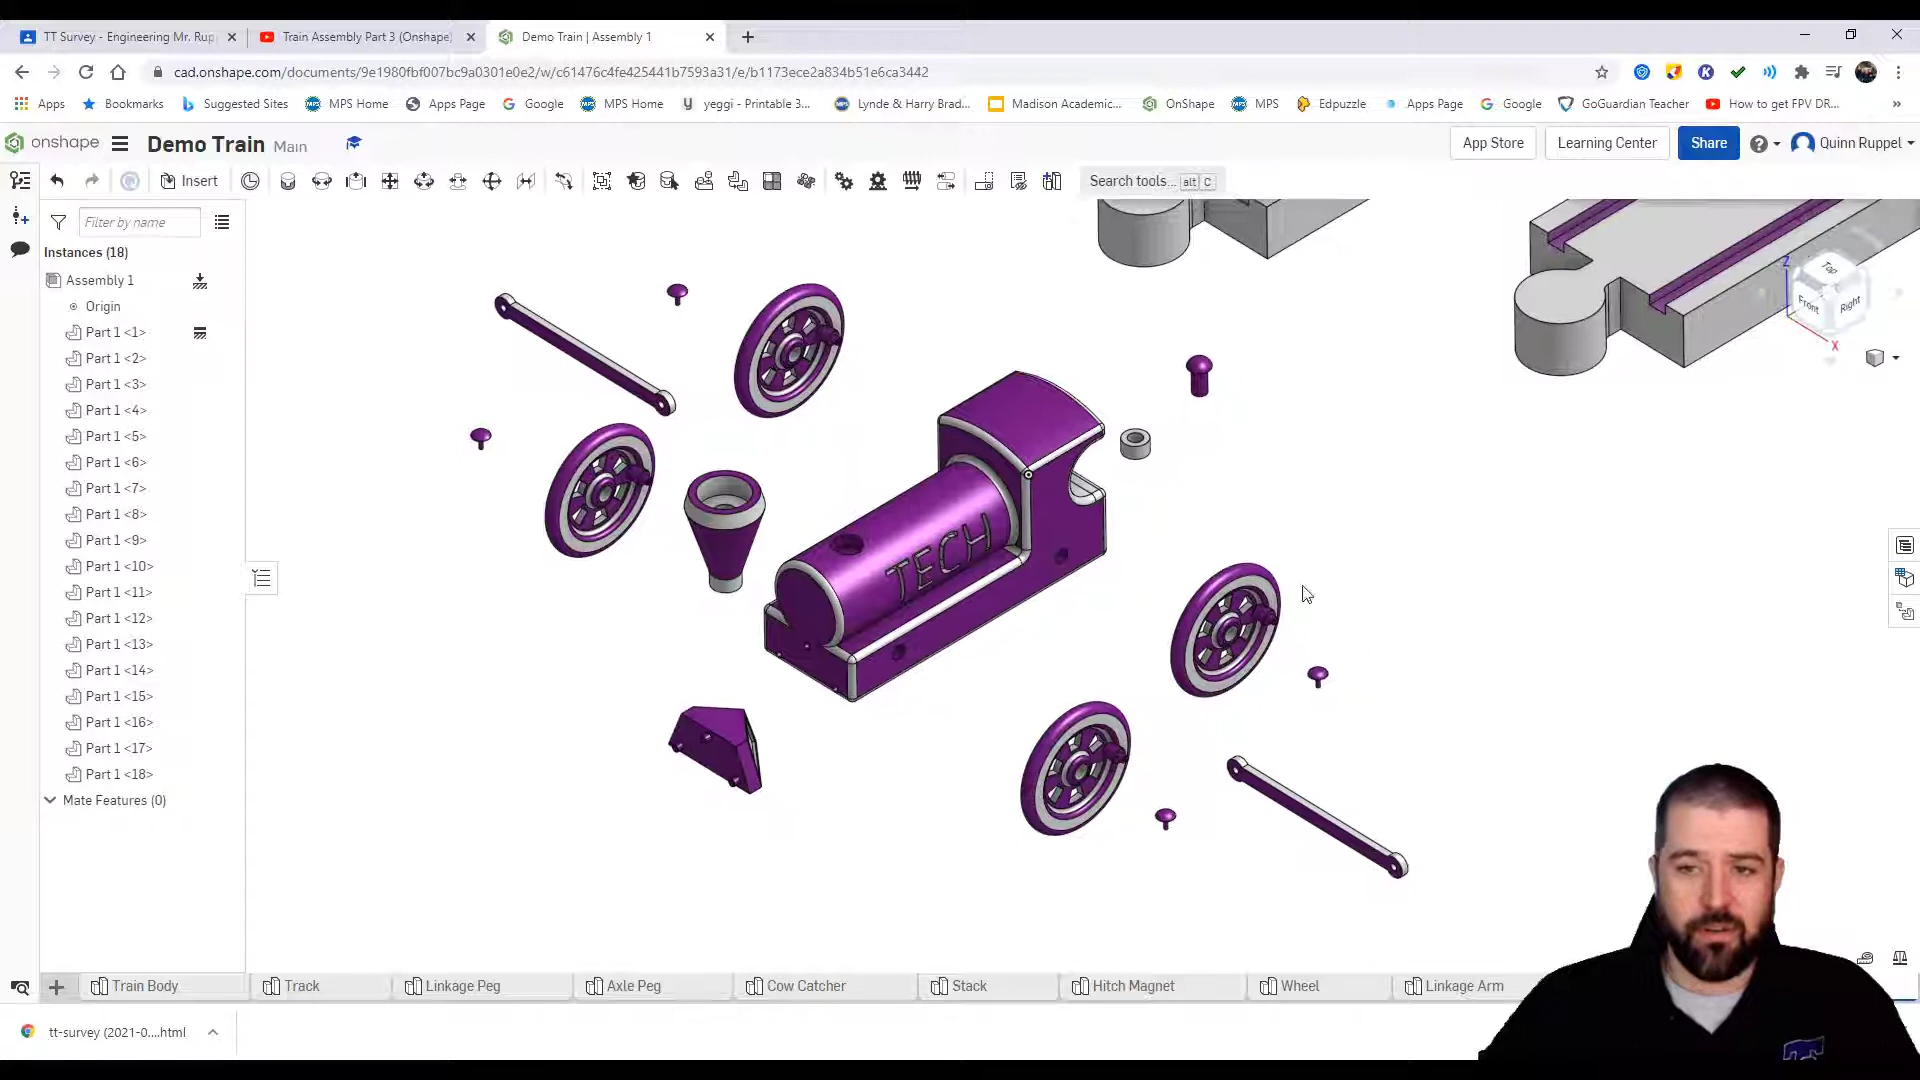 TT Survey - Engineering Mr. Rup
Train Assembly Part 3 (Onshape)
Demo Train | Assembly 1
cad.onshape.com/documents/9e1980fbf007bc9a0301e0e2/w/c61476c4fe425441b7593a31/e/b1173ece2a834b51e6ca3442
Apps
Bookmarks
Suggested Sites
MPS Home
Apps Page
Google
MPS Home
yeggi - Printable 3...
Lynde & Harry Brad...
Madison Academic...
OnShape
MPS
Edpuzzle
Apps Page
Google
GoGuardian Teacher
How to get FPV DR...
onshape
Demo Train Main
App Store
Learning Center
Share
Quinn Ruppel
Insert
Search tools... alt C
Filter by name
Instances (18)
Assembly 1
Origin
Part 1 <1>
Part 1 <2>
Part 1 <3>
Part 1 <4>
Part 1 <5>
Part 1 <6>
Part 1 <7>
Part 1 <8>
Part 1 <9>
Part 1 <10>
Part 1 <11>
Part 1 <12>
Part 1 <13>
Part 1 <14>
Part 1 <15>
Part 1 <16>
Part 1 <17>
Part 1 <18>
Mate Features (0)
TECH
Z
Top
Front
Right
X
Train Body
Track
Linkage Peg
Axle Peg
Cow Catcher
Stack
Hitch Magnet
Wheel
Linkage Arm
tt-survey (2021-0....html